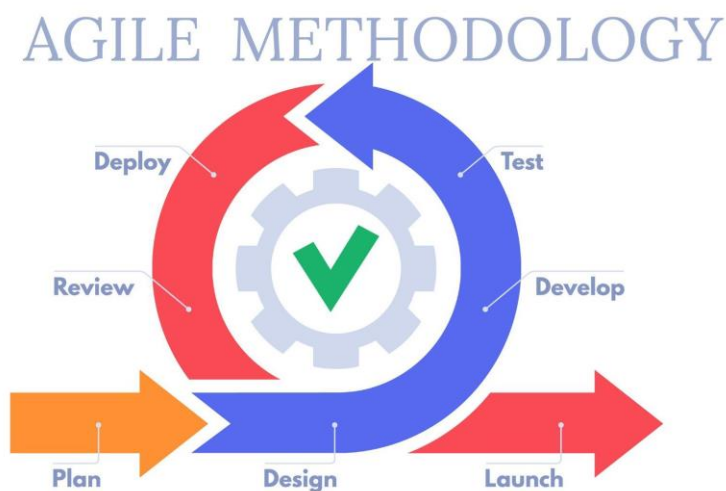 AGILE METHODOLOGY
Deploy
Test
Review
Develop
Plan
Design
Launch